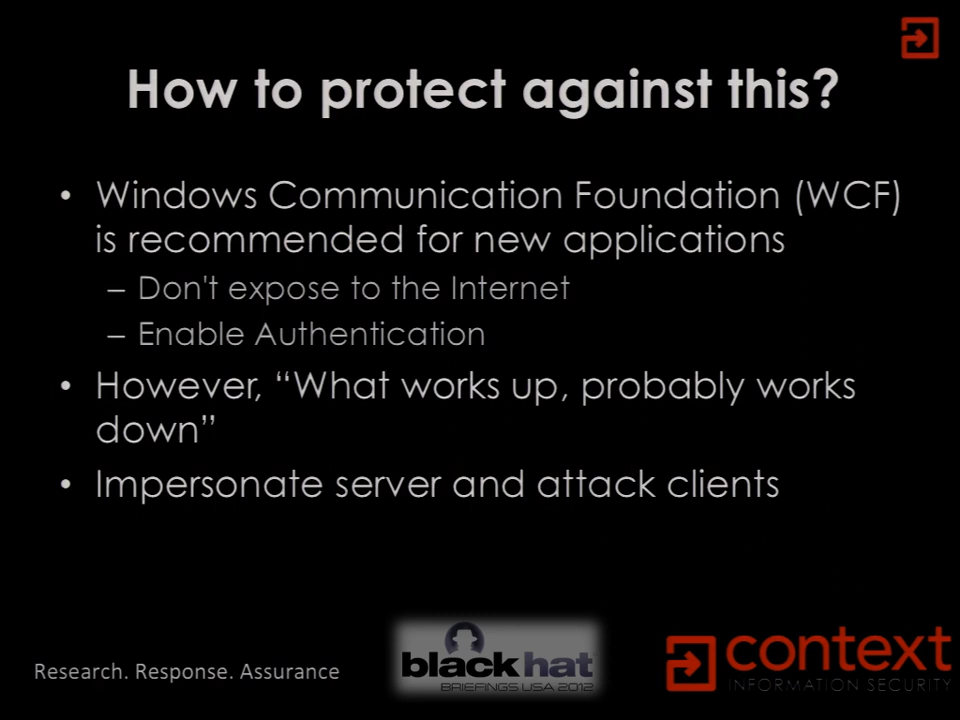 How to protect against this?
• Windows Communication Foundation (WCF)
is recommended for new applications
– Don't expose to the Internet
– Enable Authentication
• However, “What works up, probably works
down”
• Impersonate server and attack clients
Research. Response. Assurance
black hat
BRIEFINGS USA 2012
context
INFORMATION SECURITY